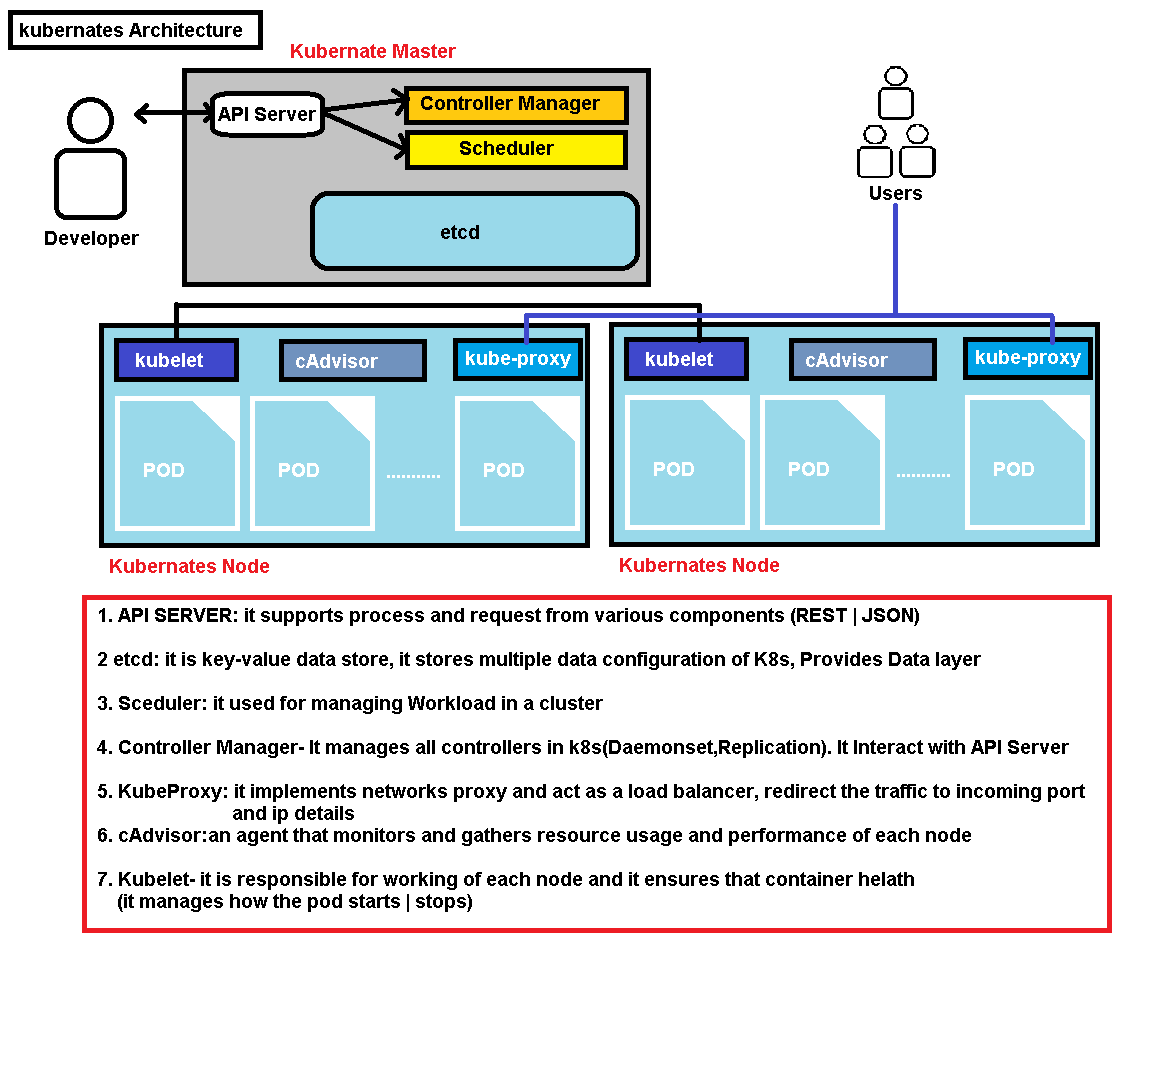 kubernates Architecture
Kubernate Master
API Server
Controller Manager
Scheduler
etcd
Developer
Users
kubelet
cAdvisor
kube-proxy
kubelet
cAdvisor
kube-proxy
POD
POD
...........
POD
POD
POD
...........
POD
Kubernates Node
Kubernates Node
1. API SERVER: it supports process and request from various components (REST | JSON)
2 etcd: it is key-value data store, it stores multiple data configuration of K8s, Provides Data layer
3. Sceduler: it used for managing Workload in a cluster
4. Controller Manager- It manages all controllers in k8s(Daemonset,Replication). It Interact with API Server
5. KubeProxy: it implements networks proxy and act as a load balancer, redirect the traffic to incoming port
and ip details
6. cAdvisor:an agent that monitors and gathers resource usage and performance of each node
7. Kubelet- it is responsible for working of each node and it ensures that container helath
(it manages how the pod starts | stops)